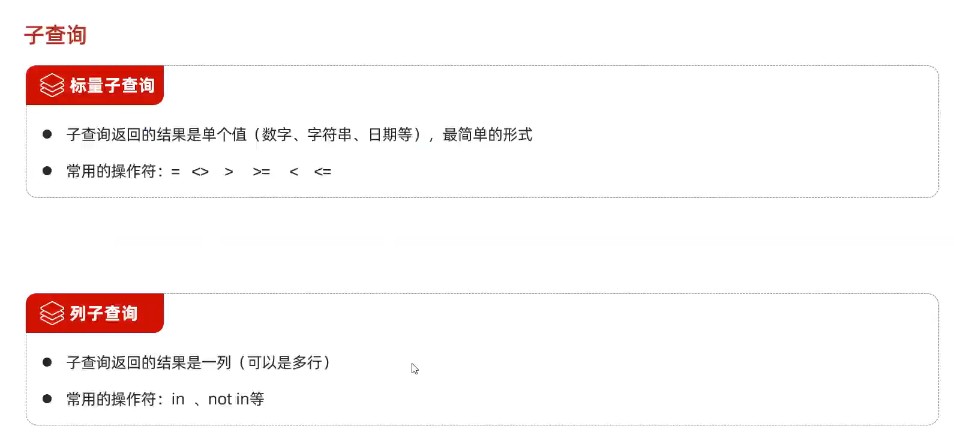 子查询
标量子查询
子查询返回的结果是单个值（数字、字符串、日期等），最简单的形式
常用的操作符：= <> > >= < <=
列子查询
子查询返回的结果是一列（可以是多行）
常用的操作符：in 、not in等